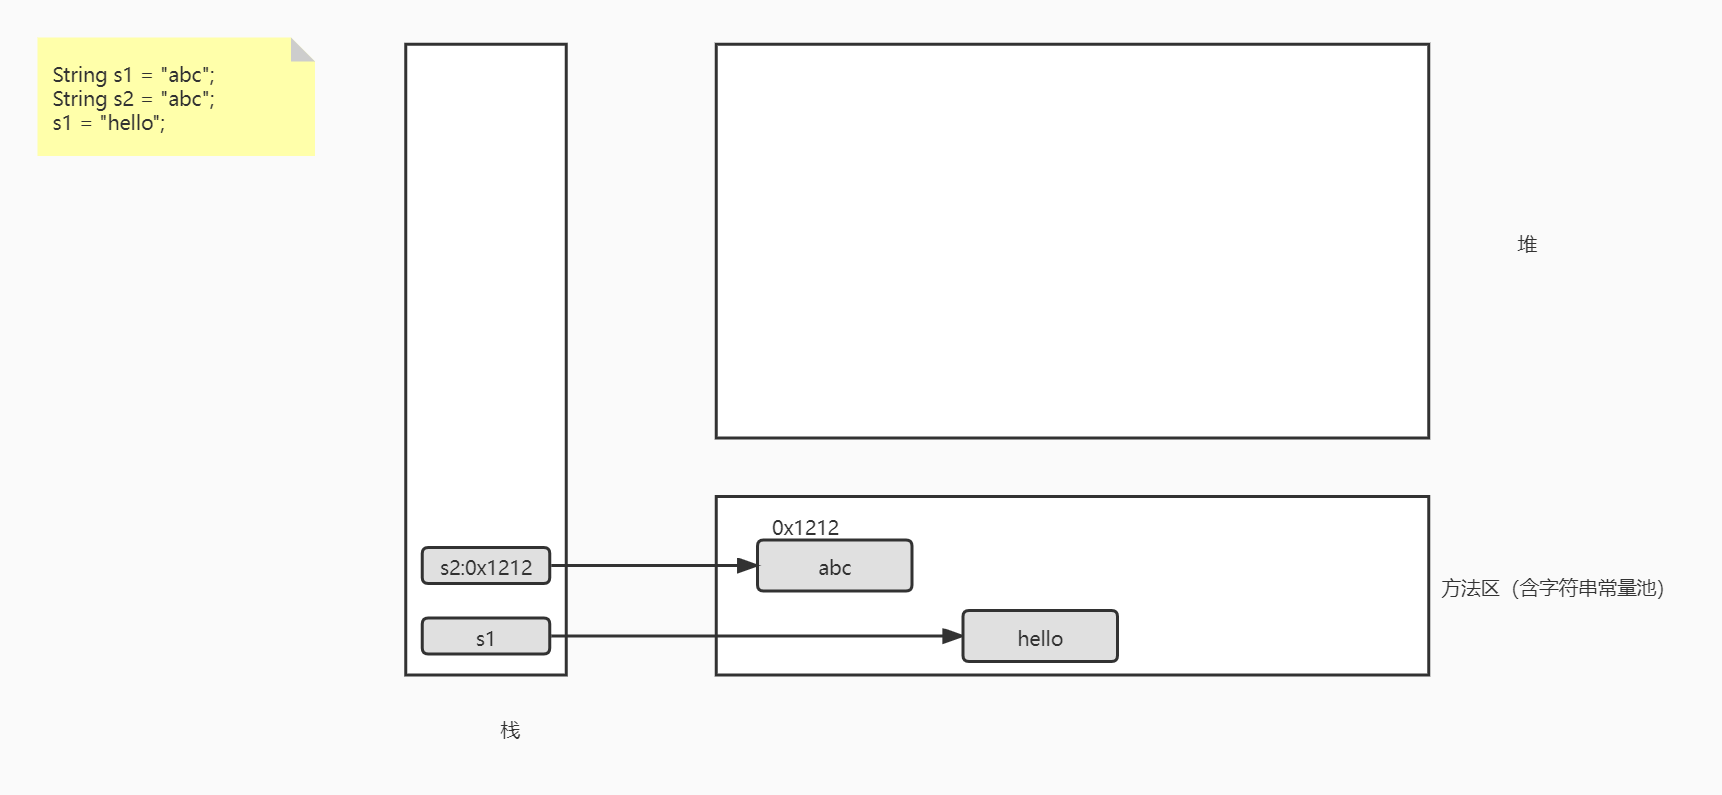 String s1 = "abc";
String s2 = "abc";
s1 = "hello";
堆
0x1212
s2:0x1212
abc
方法区（含字符串常量池）
s1
hello
栈